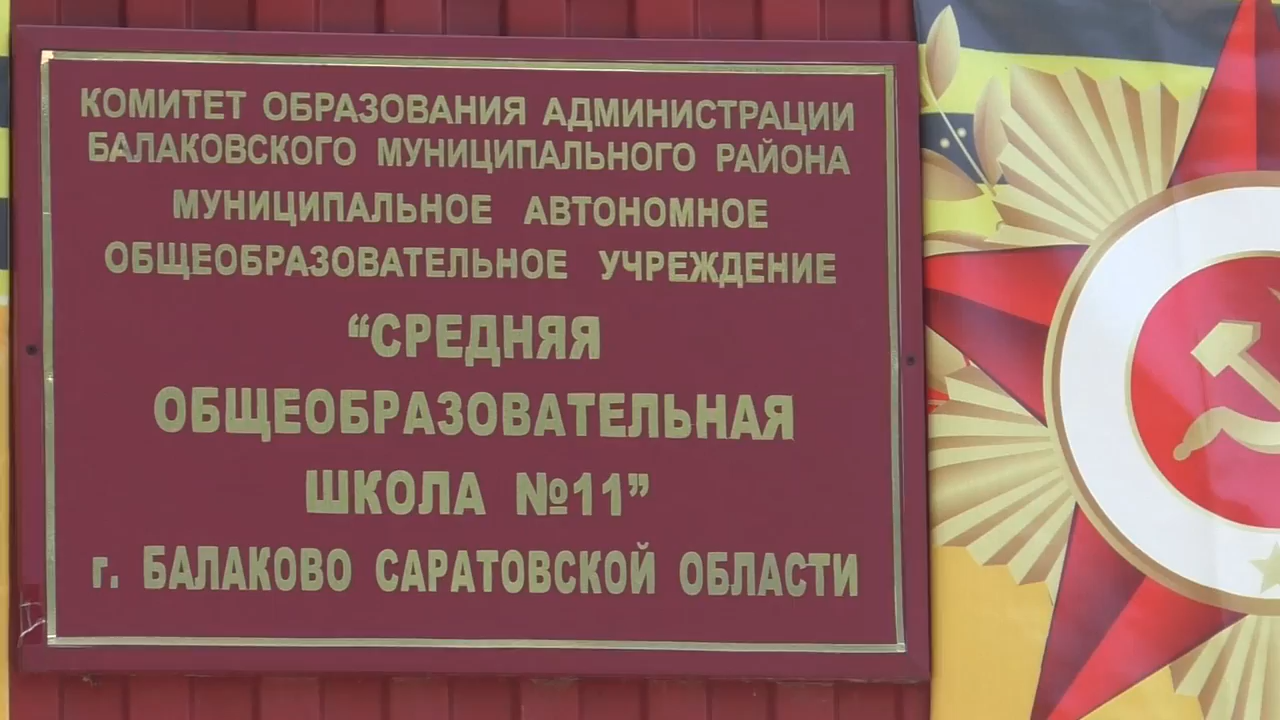 КОМИТЕТ ОБРАЗОВАНИЯ АДМИНИСТРАЦИИ
БАЛАКОВСКОГО МУНИЦИПАЛЬНОГО РАЙОНА
МУНИЦИПАЛЬНОЕ АВТОНОМНОЕ
ОБЩЕОБРАЗОВАТЕЛЬНОЕ УЧРЕЖДЕНИЕ
“СРЕДНЯЯ
ОБЩЕОБРАЗОВАТЕЛЬНАЯ
ШКОЛА №11”
г. БАЛАКОВО САРАТОВСКОЙ ОБЛАСТИ